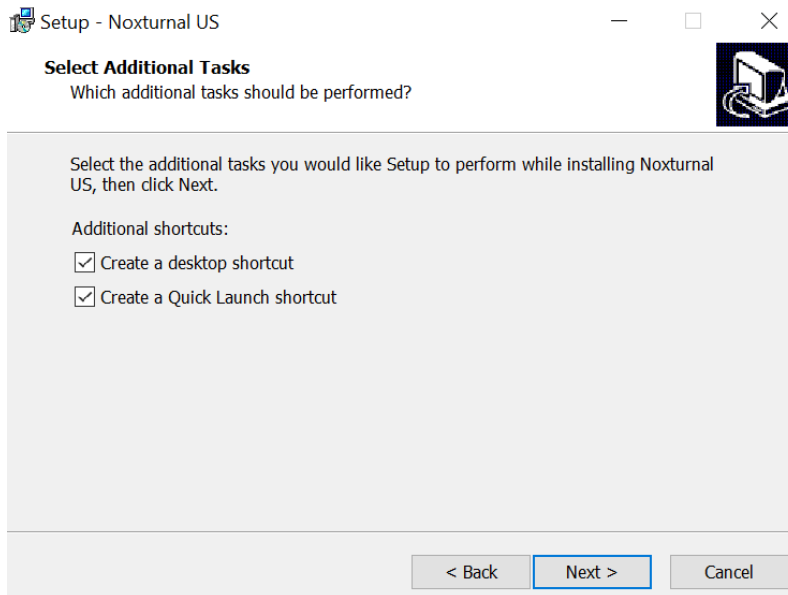 Setup - Noxturnal US
Select Additional Tasks
Which additional tasks should be performed?
Select the additional tasks you would like Setup to perform while installing Noxturnal
US, then click Next.
Additional shortcuts:
Create a desktop shortcut
Create a Quick Launch shortcut
< Back Next > Cancel